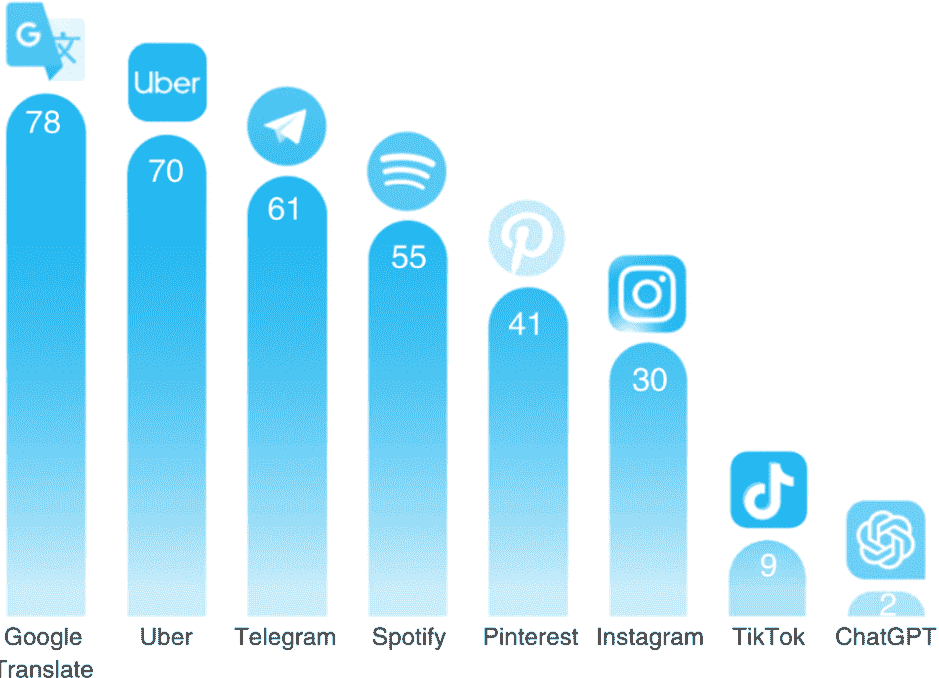 G 文
Uber
78
70
61
55
41
30
9
2
Google Translate
Uber
Telegram
Spotify
Pinterest
Instagram
TikTok
ChatGPT